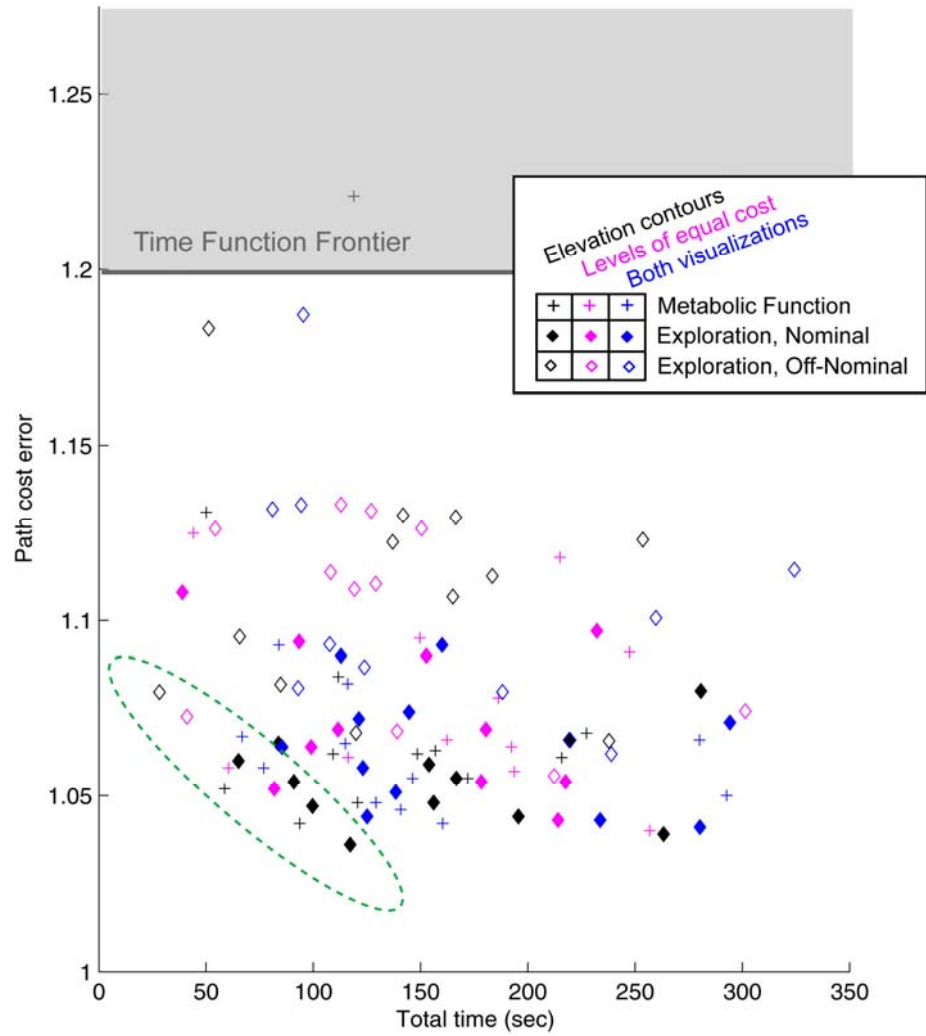 1.25
Time Function Frontier
1.2
Elevation contours
Levels of equal cost
Both visualizations
Metabolic Function
Exploration, Nominal
Exploration, Off-Nominal
1.15
Path cost error
1.1
1.05
1
0 50 100 150 200 250 300 350
Total time (sec)